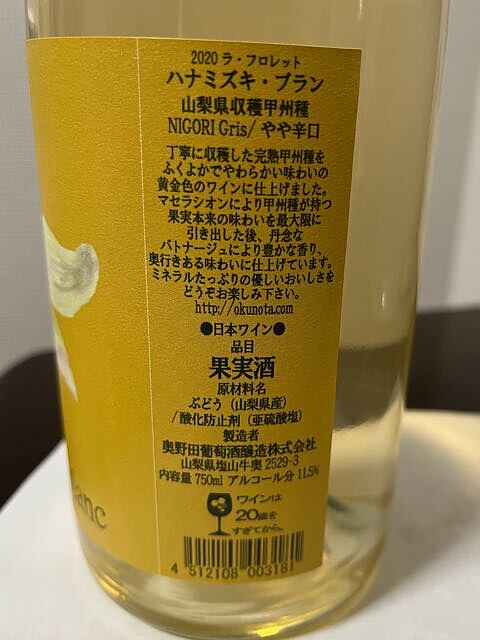 2020 ラ・フロレット
ハナミズキ・ブラン
山梨県収穫甲州種
NIGORI Gris/ やや辛口
丁寧に収穫した完熟甲州種を
ふくよかでやわらかい味わいの
黄金色のワインに仕上げました。
マセラシオンにより甲州種が持つ
果実本来の味わいを最大限に
引き出した後、丹念な
バトナージュにより豊かな香り、
奥行きある味わいに仕上げています。
ミネラルたっぷりの優しいおいしさを
どうぞお楽しみ下さい。
http://okunota.com
●日本ワイン●
品目
果実酒
原材料名
ぶどう（山梨県産）
/ 酸化防止剤（亜硫酸塩）
製造者
奥野田葡萄酒醸造株式会社
山梨県塩山牛奥 2529-3
内容量 750ml アルコール分 11.5%
ワインは
20歳を
すぎてから。
4 512108 003181
lanc